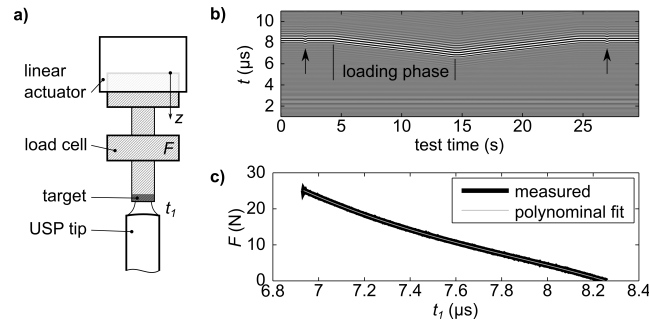 a)
linear
actuator
z
load cell
F
target
t1
USP tip
b)
10
8
6
4
2
t (µs)
loading phase
0 5 10 15 20 25
test time (s)
c)
30
20
10
0
F (N)
measured
polynominal fit
6.8 7 7.2 7.4 7.6 7.8 8 8.2 8.4
t1 (µs)